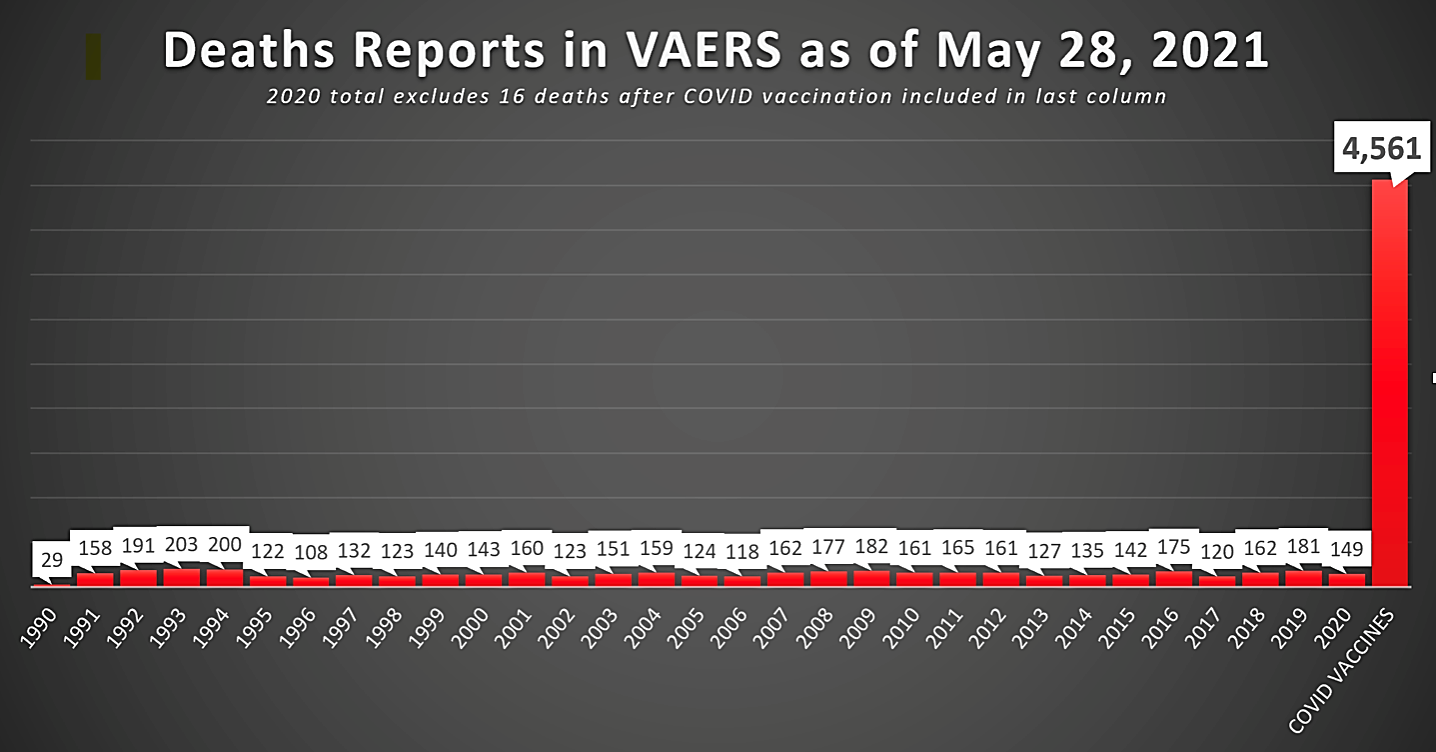 Deaths Reports in VAERS as of May 28, 2021
2020 total excludes 16 deaths after COVID vaccination included in last column
4,561
29 158 191 203 200 122 108 132 123 140 143 160 123 151 159 124 118 162 177 182 161 165 161 127 135 142 175 120 162 181 149
1990 1991 1992 1993 1994 1995 1996 1997 1998 1999 2000 2001 2002 2003 2004 2005 2006 2007 2008 2009 2010 2011 2012 2013 2014 2015 2016 2017 2018 2019 2020 COVID VACCINES